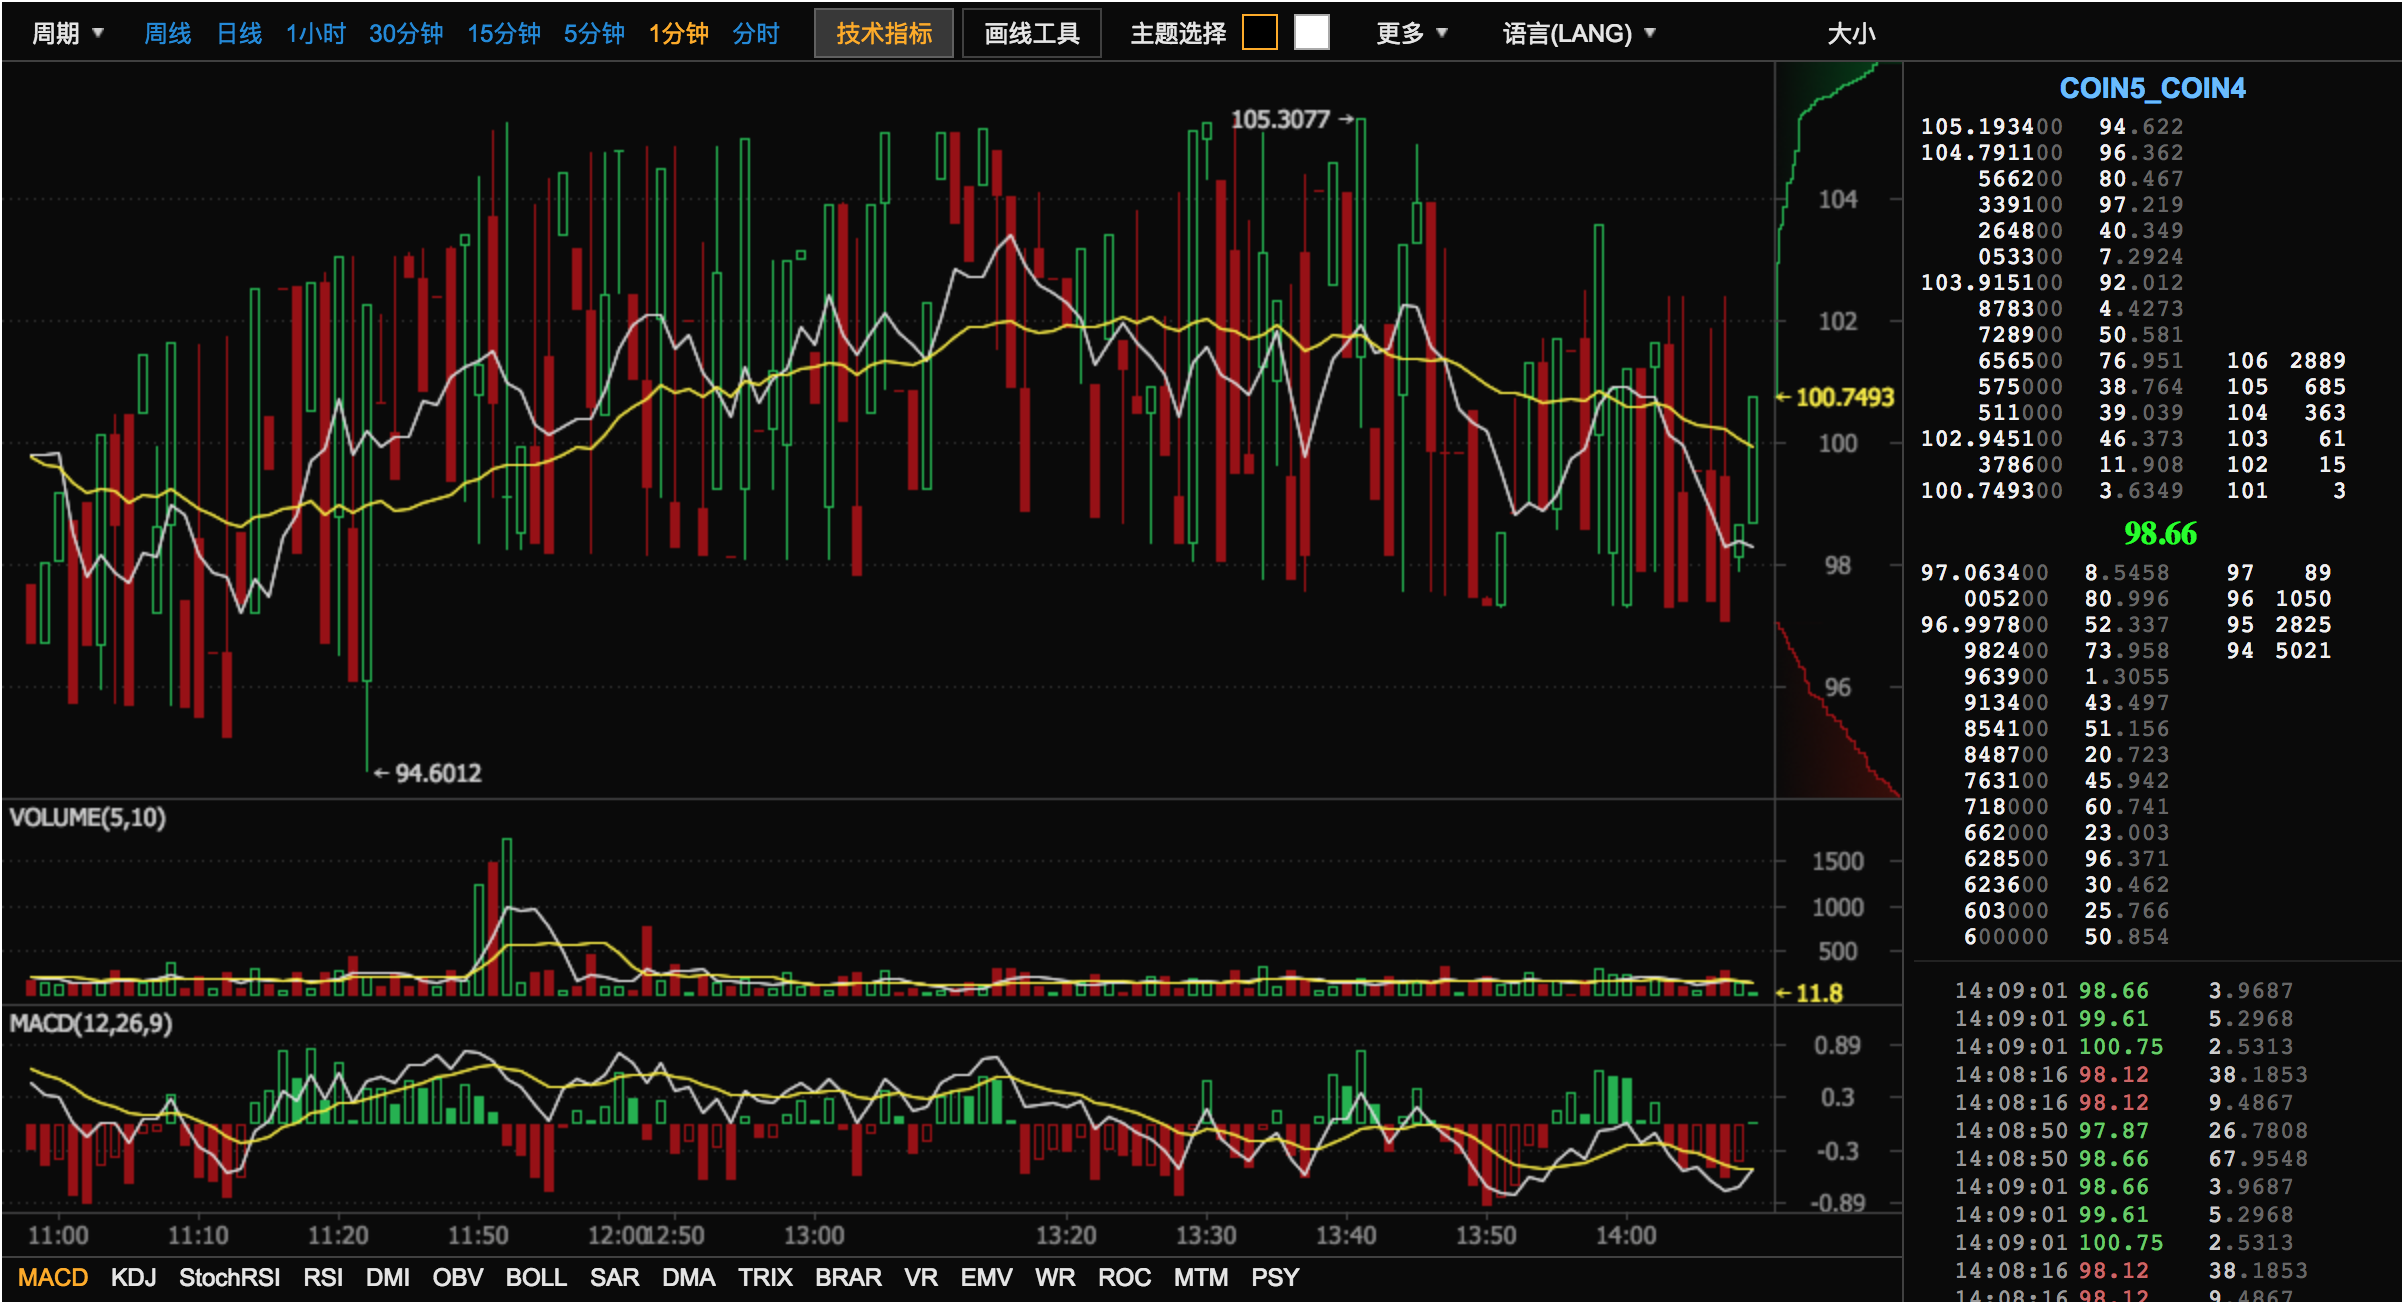 周期 ▼ 周线 日线 1小时 30分钟 15分钟 5分钟 1分钟 分时 技术指标 画线工具 主题选择 更多 ▼ 语言(LANG) ▼ 大小
105.3077 →
← 94.6012
104
102
← 100.7493
100
98
96
VOLUME(5,10)
1500
1000
500
← 11.8
MACD(12,26,9)
0.89
0.3
-0.3
-0.89
11:00 11:10 11:20 11:50 12:00 12:50 13:00 13:20 13:30 13:40 13:50 14:00
MACD KDJ StochRSI RSI DMI OBV BOLL SAR DMA TRIX BRAR VR EMV WR ROC MTM PSY
COIN5_COIN4
105.193400 94.622
104.791100 96.362
566200 80.467
339100 97.219
264800 40.349
053300 7.2924
103.915100 92.012
878300 4.4273
728900 50.581
656500 76.951 106 2889
575000 38.764 105 685
511000 39.039 104 363
102.945100 46.373 103 61
378600 11.908 102 15
100.749300 3.6349 101 3
98.66
97.063400 8.5458 97 89
005200 80.996 96 1050
96.997800 52.337 95 2825
982400 73.958 94 5021
963900 1.3055
913400 43.497
854100 51.156
848700 20.723
763100 45.942
718000 60.741
662000 23.003
628500 96.371
623600 30.462
603000 25.766
600000 50.854
14:09:01 98.66 3.9687
14:09:01 99.61 5.2968
14:09:01 100.75 2.5313
14:08:16 98.12 38.1853
14:08:16 98.12 9.4867
14:08:50 97.87 26.7808
14:08:50 98.66 67.9548
14:09:01 98.66 3.9687
14:09:01 99.61 5.2968
14:09:01 100.75 2.5313
14:08:16 98.12 38.1853
14:08:16 98.12 9.4867